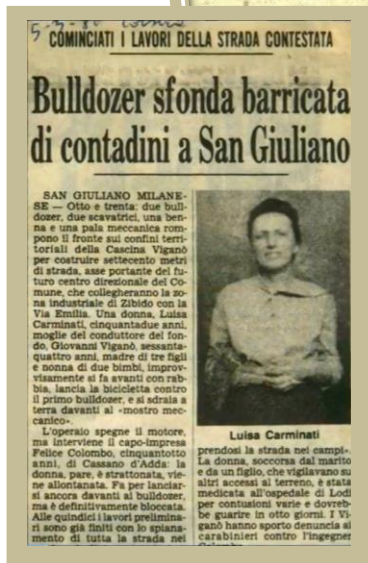 COMINCIATI I LAVORI DELLA STRADA CONTESTATA
Bulldozer sfonda barricata
di contadini a San Giuliano
SAN GIULIANO MILANE-
SE — Otto e trenta: due bull-
dozer, due scavatrici, una ben-
na e una pala meccanica rom-
pono il fronte sui confini terri-
toriali della Cascina Viganò
per costruire settecento metri
di strada, asse portante del fu-
turo centro direzionale del Co-
mune, che collegheranno la zo-
na industriale di Zibido con la
Via Emilia. Una donna, Luisa
Carminati, cinquantadue anni,
moglie del conduttore del fon-
do, Giovanni Viganò, sessanta-
quattro anni, madre di tre figli
e nonna di due bimbi, improv-
visamente si fa avanti con rab-
bia, lancia la bicicletta contro
il primo bulldozer, e si sdraia a
terra davanti al «mostro mec-
canico».
L'operaio spegne il motore,
ma interviene il capo-impresa
Felice Colombo, cinquantotto
anni, di Cassano d'Adda: la
donna, pare, è strattonata, vie-
ne allontanata. Fa per lanciar-
si ancora davanti al bulldozer,
ma è definitivamente bloccata.
Alle quindici i lavori prelimina-
ri sono già finiti con lo spiana-
mento di tutta la strada nei
Luisa Carminati
prendosi la strada nei campi».
La donna, soccorsa dal marito
e da un figlio, che vigilavano su
altri accessi al terreno, è stata
medicata all'ospedale di Lodi
per contusioni varie e dovreb-
be guarire in otto giorni. I Vi-
ganò hanno sporto denuncia ai
carabinieri contro l'ingegner